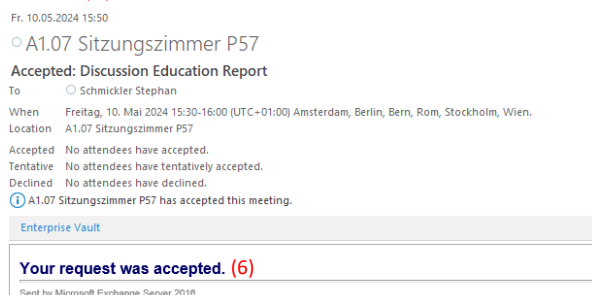 Fr. 10.05.2024 15:50
A1.07 Sitzungszimmer P57
Accepted: Discussion Education Report
To Schmickler Stephan
When Freitag, 10. Mai 2024 15:30-16:00 (UTC+01:00) Amsterdam, Berlin, Bern, Rom, Stockholm, Wien.
Location A1.07 Sitzungszimmer P57
Accepted No attendees have accepted.
Tentative No attendees have tentatively accepted.
Declined No attendees have declined.
A1.07 Sitzungszimmer P57 has accepted this meeting.
Enterprise Vault
Your request was accepted. (6)
Sent by Microsoft Exchange Server 2016